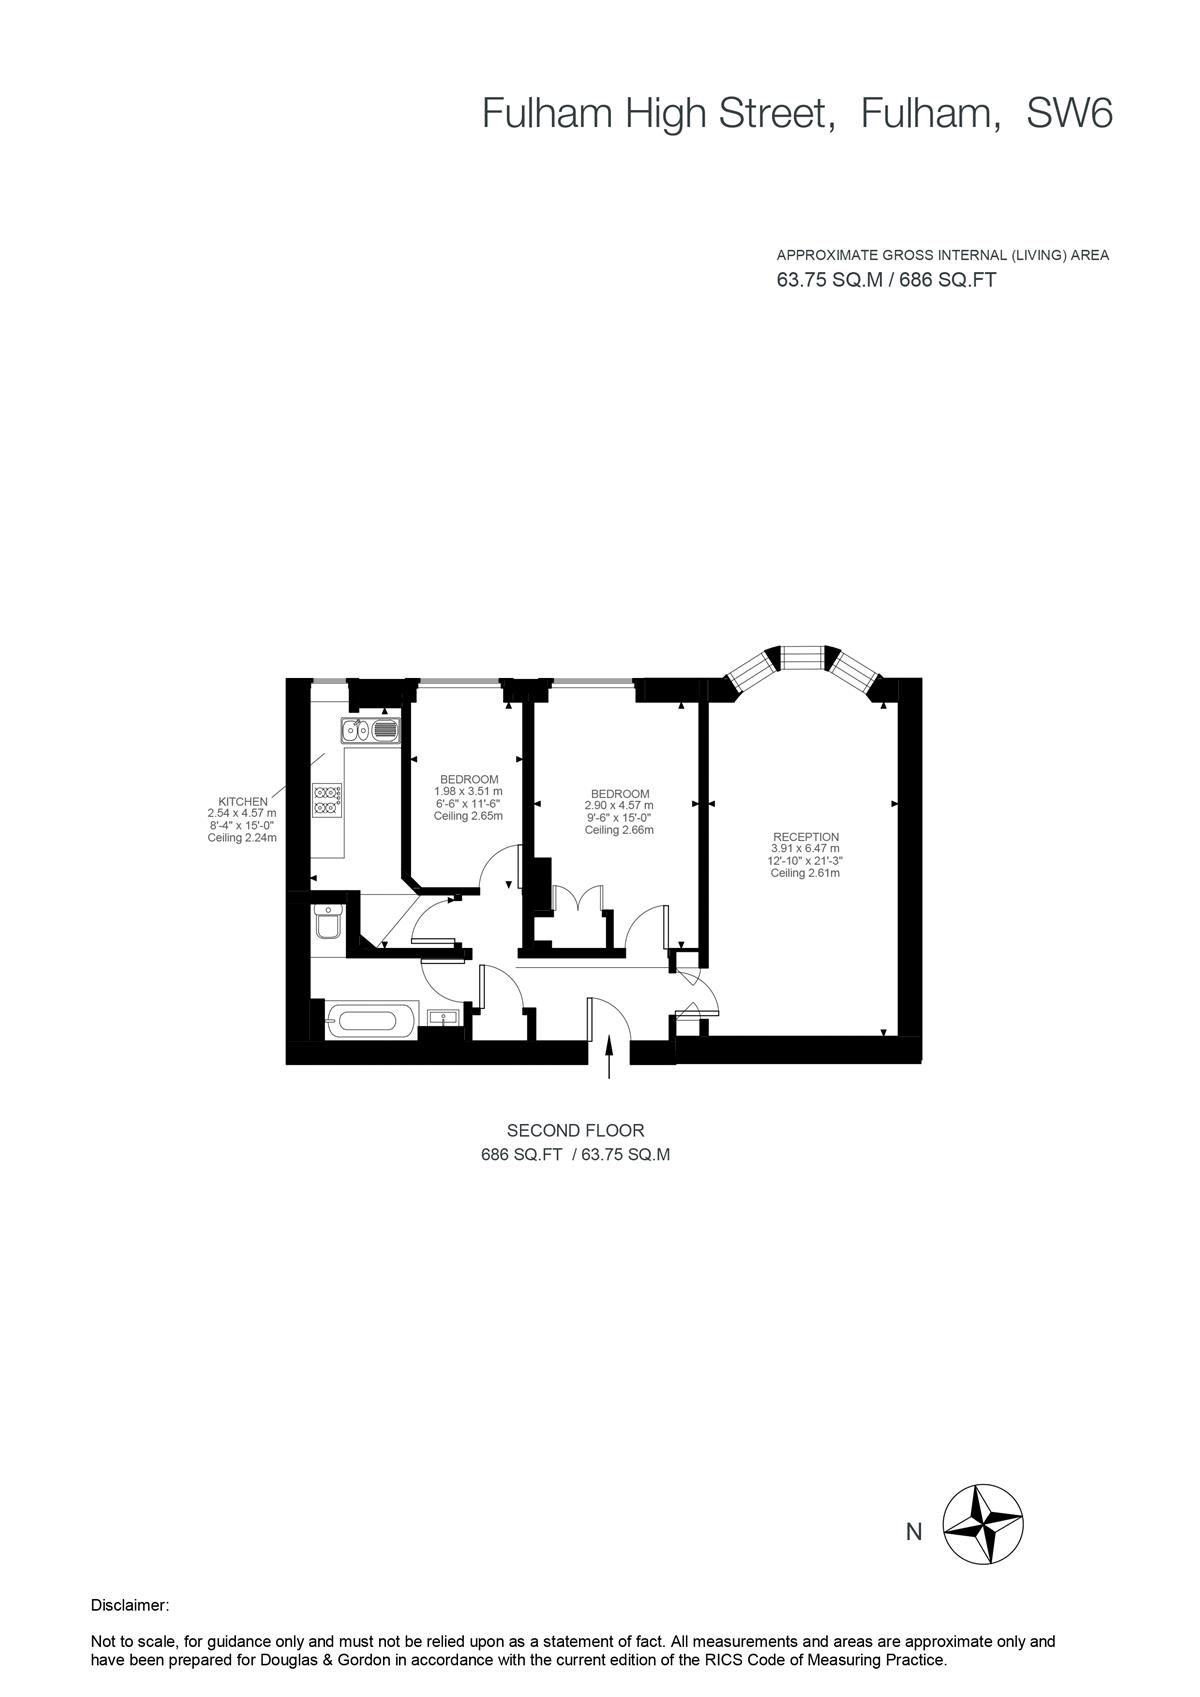 Fulham High Street,  Fulham,  SW6
APPROXIMATE GROSS INTERNAL (LIVING) AREA
63.75 SQ.M / 686 SQ.FT
KITCHEN
2.54 x 4.57 m
8'-4" x 15'-0"
Ceiling 2.24m
BEDROOM
1.98 x 3.51 m
6'-6" x 11'-6"
Ceiling 2.65m
BEDROOM
2.90 x 4.57 m
9'-6" x 15'-0"
Ceiling 2.66m
RECEPTION
3.91 x 6.47 m
12'-10" x 21'-3"
Ceiling 2.61m
SECOND FLOOR
686 SQ.FT  / 63.75 SQ.M
N
Disclaimer:
Not to scale, for guidance only and must not be relied upon as a statement of fact. All measurements and areas are approximate only and
have been prepared for Douglas & Gordon in accordance with the current edition of the RICS Code of Measuring Practice.